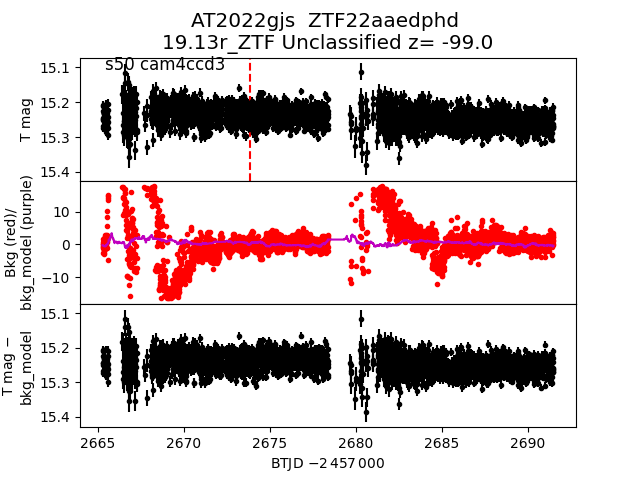 AT2022gjs  ZTF22aaedphd
19.13r_ZTF Unclassified z= -99.0
s50 cam4ccd3
15.1
15.2
15.3
15.4
T mag
10
0
−10
Bkg (red)/
bkg_model (purple)
15.1
15.2
15.3
15.4
T mag −
bkg_model
2665 2670 2675 2680 2685 2690
BTJD −2 457 000